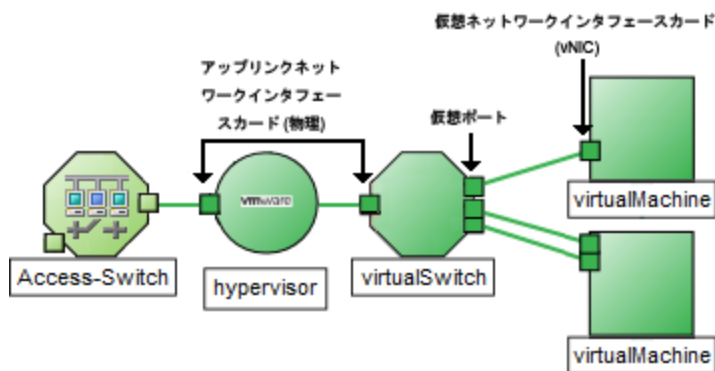 仮想ネットワークインタフェースカード
(vNIC)
アップリンクネット
ワークインタフェー
スカード (物理)
仮想ポート
vmware
virtualMachine
Access-Switch
hypervisor
virtualSwitch
virtualMachine